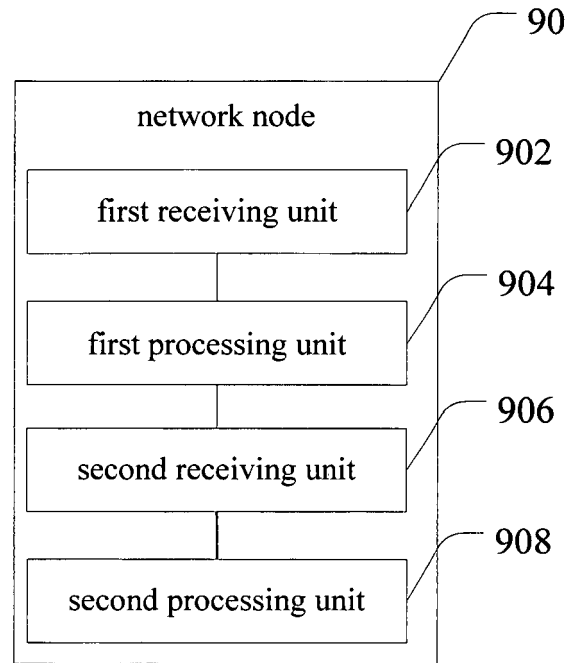 90
network node
902
first receiving unit
904
first processing unit
906
second receiving unit
908
second processing unit